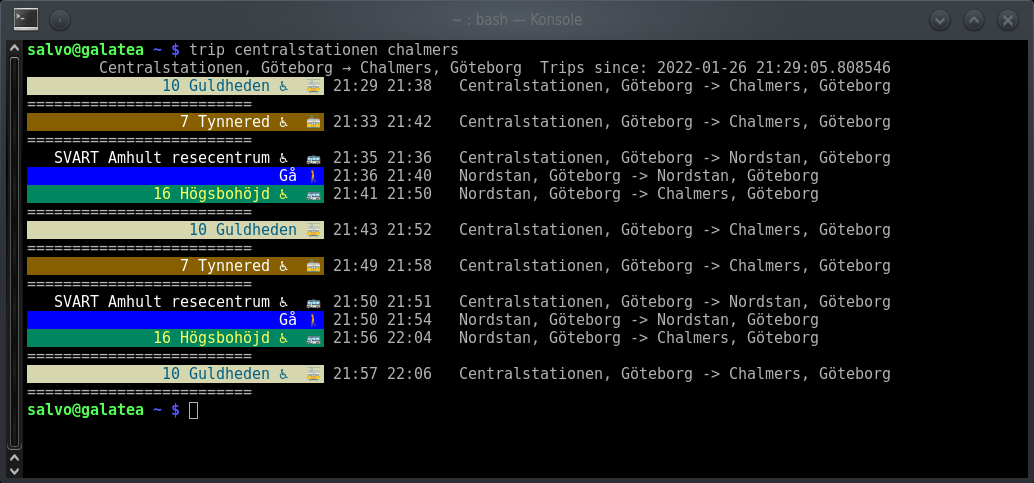 ~ : bash — Konsole
salvo@galatea ~ $ trip centralstationen chalmers
Centralstationen, Göteborg → Chalmers, Göteborg  Trips since: 2022-01-26 21:29:05.808546
10 Guldheden ♿ 🚋 21:29 21:38   Centralstationen, Göteborg -> Chalmers, Göteborg
=========================
7 Tynnered ♿ 🚋 21:33 21:42   Centralstationen, Göteborg -> Chalmers, Göteborg
=========================
SVART Amhult resecentrum ♿ 🚌 21:35 21:36   Centralstationen, Göteborg -> Nordstan, Göteborg
Gå 🚶 21:36 21:40   Nordstan, Göteborg -> Nordstan, Göteborg
16 Högsbohöjd ♿ 🚌 21:41 21:50   Nordstan, Göteborg -> Chalmers, Göteborg
=========================
10 Guldheden 🚋 21:43 21:52   Centralstationen, Göteborg -> Chalmers, Göteborg
=========================
7 Tynnered ♿ 🚋 21:49 21:58   Centralstationen, Göteborg -> Chalmers, Göteborg
=========================
SVART Amhult resecentrum ♿ 🚌 21:50 21:51   Centralstationen, Göteborg -> Nordstan, Göteborg
Gå 🚶 21:50 21:54   Nordstan, Göteborg -> Nordstan, Göteborg
16 Högsbohöjd ♿ 🚌 21:56 22:04   Nordstan, Göteborg -> Chalmers, Göteborg
=========================
10 Guldheden ♿ 🚋 21:57 22:06   Centralstationen, Göteborg -> Chalmers, Göteborg
=========================
salvo@galatea ~ $